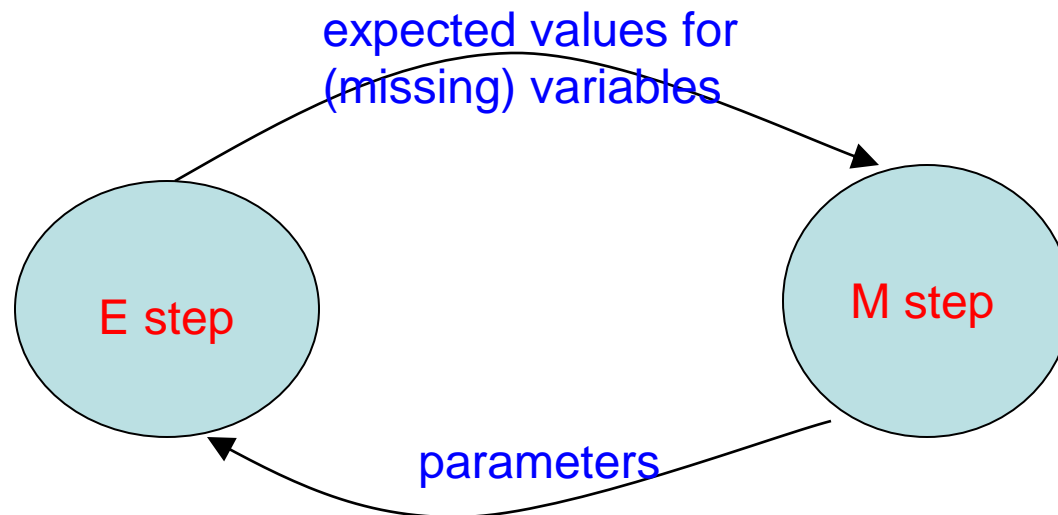 expected values for
(missing) variables
E step
M step
parameters